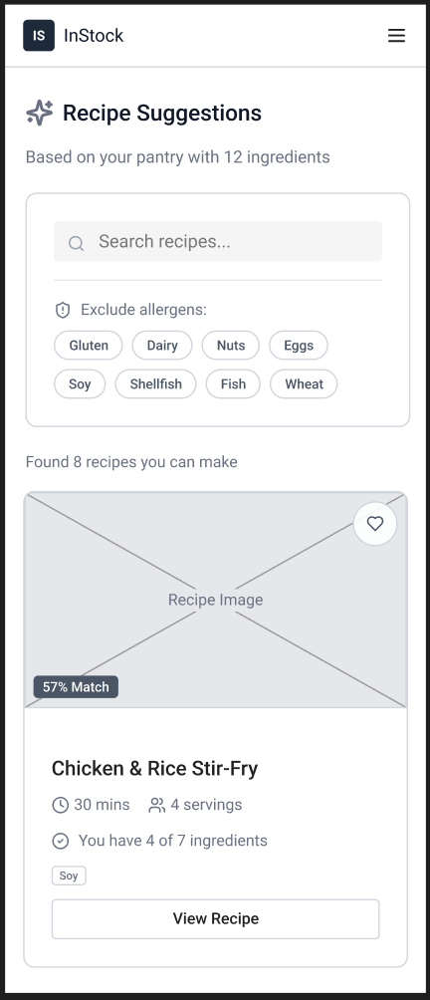 IS InStock
Recipe Suggestions
Based on your pantry with 12 ingredients
Search recipes...
Exclude allergens:
Gluten Dairy Nuts Eggs
Soy Shellfish Fish Wheat
Found 8 recipes you can make
Recipe Image
57% Match
Chicken & Rice Stir-Fry
30 mins 4 servings
You have 4 of 7 ingredients
Soy
View Recipe